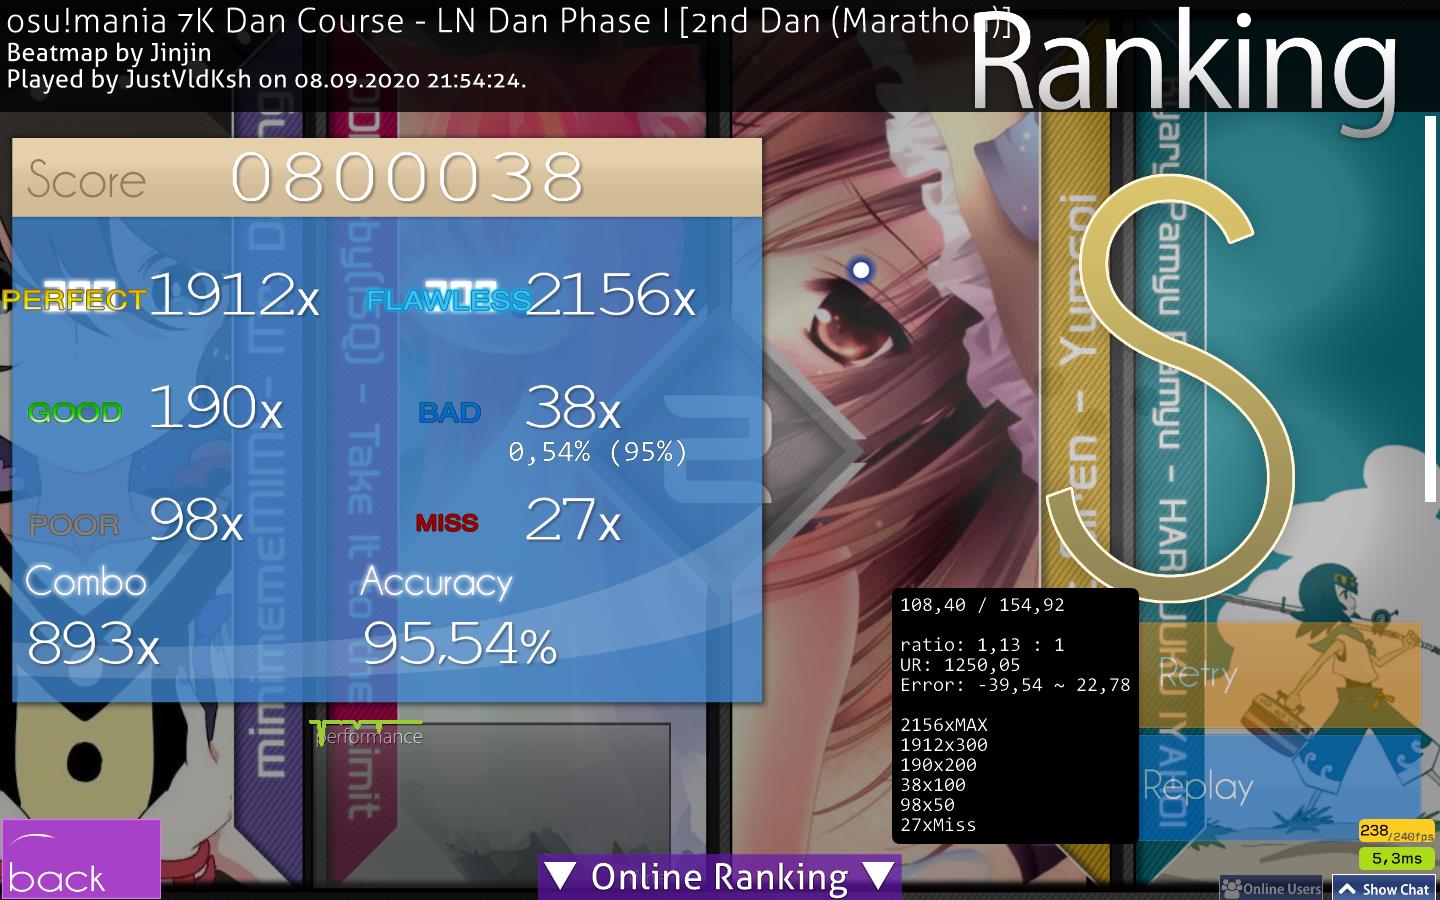 osu!mania 7K Dan Course - LN Dan Phase I [2nd Dan (Marathon)]
Ranking
Beatmap by Jinjin
Played by JustVldKsh on 08.09.2020 21:54:24.
Score 0800038
PERFECT 1912x FLAWLESS 2156x
GOOD 190x BAD 38x
0,54% (95%)
POOR 98x MISS 27x
Combo Accuracy
893x 95,54%
S
108,40 / 154,92
ratio: 1,13 : 1
UR: 1250,05
Error: -39,54 ~ 22,78
2156xMAX
1912x300
190x200
38x100
98x50
27xMiss
Retry
Replay
performance
back
▼ Online Ranking ▼
238/240fps
5,3ms
Online Users
Show Chat